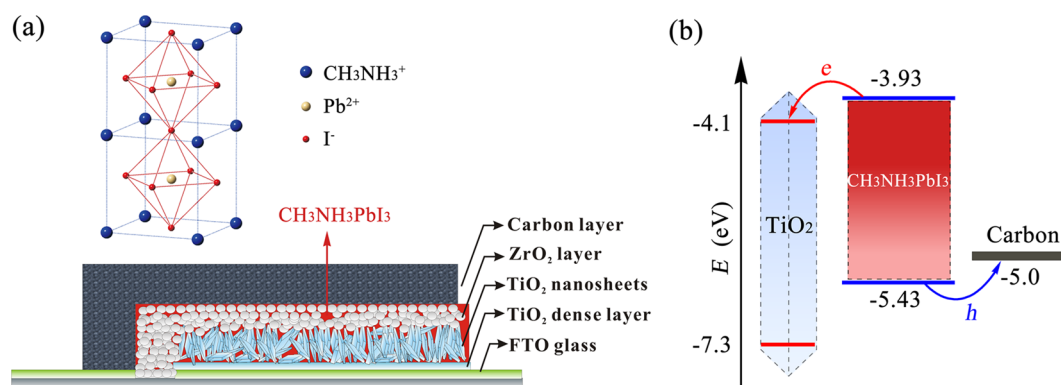 (a)
CH₃NH₃⁺
Pb²⁺
I⁻
CH₃NH₃PbI₃
Carbon layer
ZrO₂ layer
TiO₂ nanosheets
TiO₂ dense layer
FTO glass
(b)
E (eV)
-4.1
-7.3
e
TiO₂
-3.93
CH₃NH₃PbI₃
-5.43
h
Carbon
-5.0